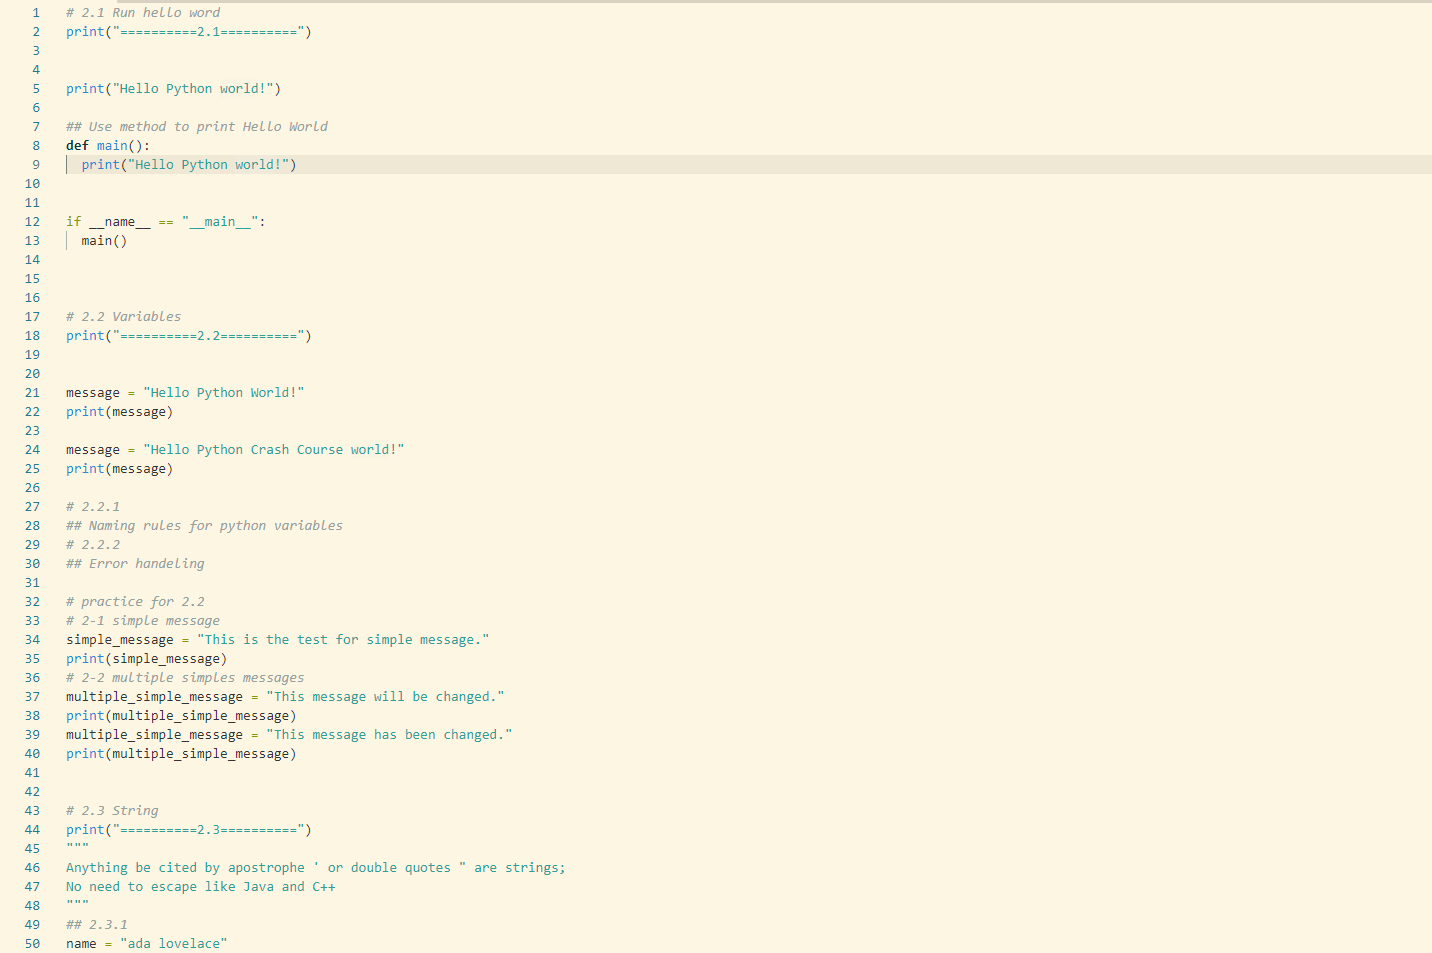 1 # 2.1 Run hello word
2 print("==========2.1==========")
3
4
5 print("Hello Python world!")
6
7 ## Use method to print Hello World
8 def main():
9   print("Hello Python world!")
10
11
12 if __name__ == "__main__":
13   main()
14
15
16
17 # 2.2 Variables
18 print("==========2.2==========")
19
20
21 message = "Hello Python World!"
22 print(message)
23
24 message = "Hello Python Crash Course world!"
25 print(message)
26
27 # 2.2.1
28 ## Naming rules for python variables
29 # 2.2.2
30 ## Error handeling
31
32 # practice for 2.2
33 # 2-1 simple message
34 simple_message = "This is the test for simple message."
35 print(simple_message)
36 # 2-2 multiple simples messages
37 multiple_simple_message = "This message will be changed."
38 print(multiple_simple_message)
39 multiple_simple_message = "This message has been changed."
40 print(multiple_simple_message)
41
42
43 # 2.3 String
44 print("==========2.3==========")
45 """
46 Anything be cited by apostrophe ' or double quotes " are strings;
47 No need to escape like Java and C++
48 """
49 ## 2.3.1
50 name = "ada lovelace"